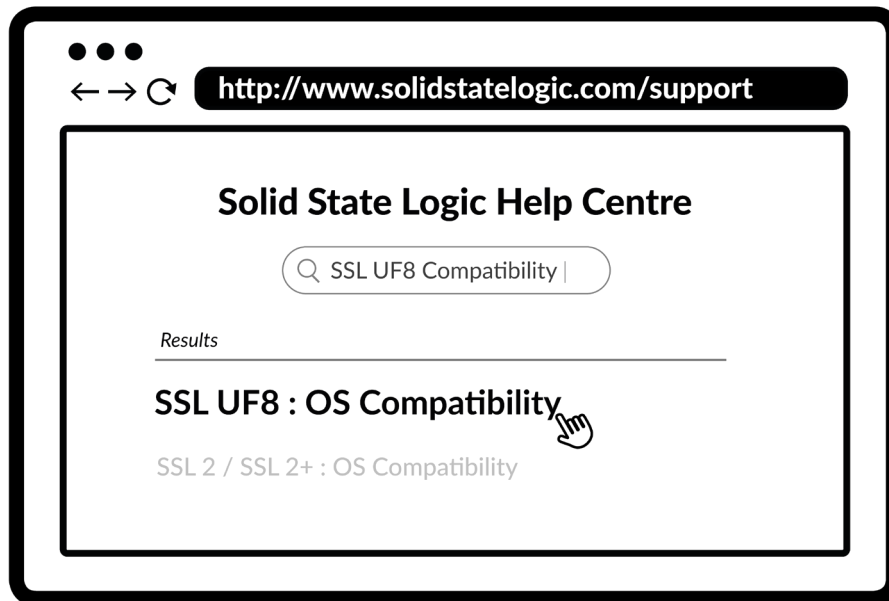 http://www.solidstatelogic.com/support
Solid State Logic Help Centre
SSL UF8 Compatibility
Results
SSL UF8 : OS Compatibility
SSL 2 / SSL 2+ : OS Compatibility